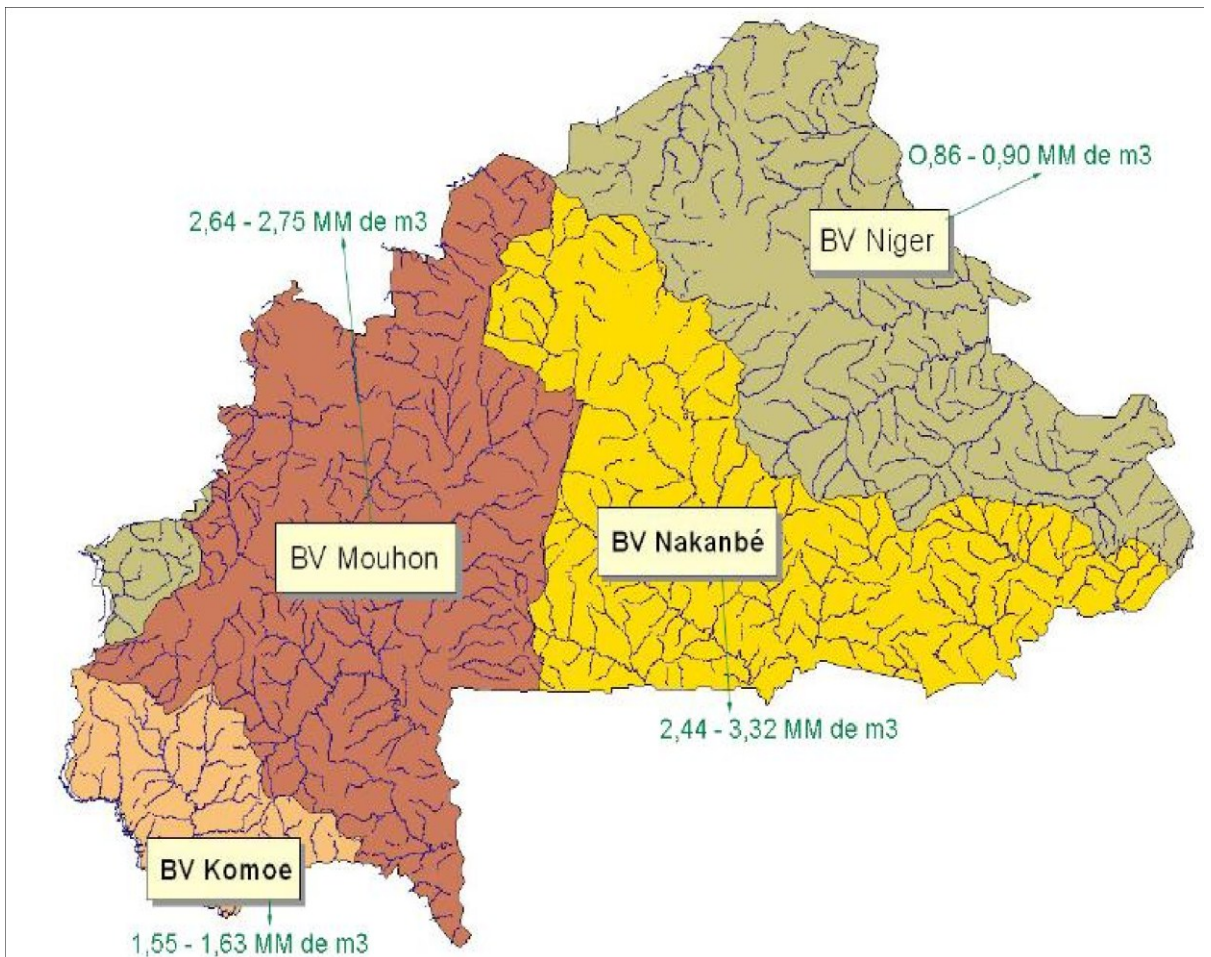 O,86 - 0,90 MM de m3
2,64 - 2,75 MM de m3
BV Niger
BV Mouhon
BV Nakanbé
2,44 - 3,32 MM de m3
BV Komoe
1,55 - 1,63 MM de m3